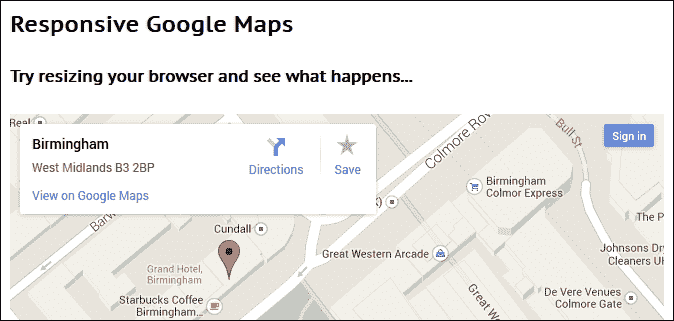 Responsive Google Maps
Try resizing your browser and see what happens...
Real
Birmingham
West Midlands B3 2BP
View on Google Maps
Directions
Save
Sign in
Colmore Row
Bull St
Birmingham
Colmor Express
Barw
Cundall
Great Western Arcade
Grand Hotel,
Birmingham
Starbucks Coffee
Birmingham...
Great West
The P
Johnsons Dry
Cleaners UK
De Vere Venues
Colmore Gate